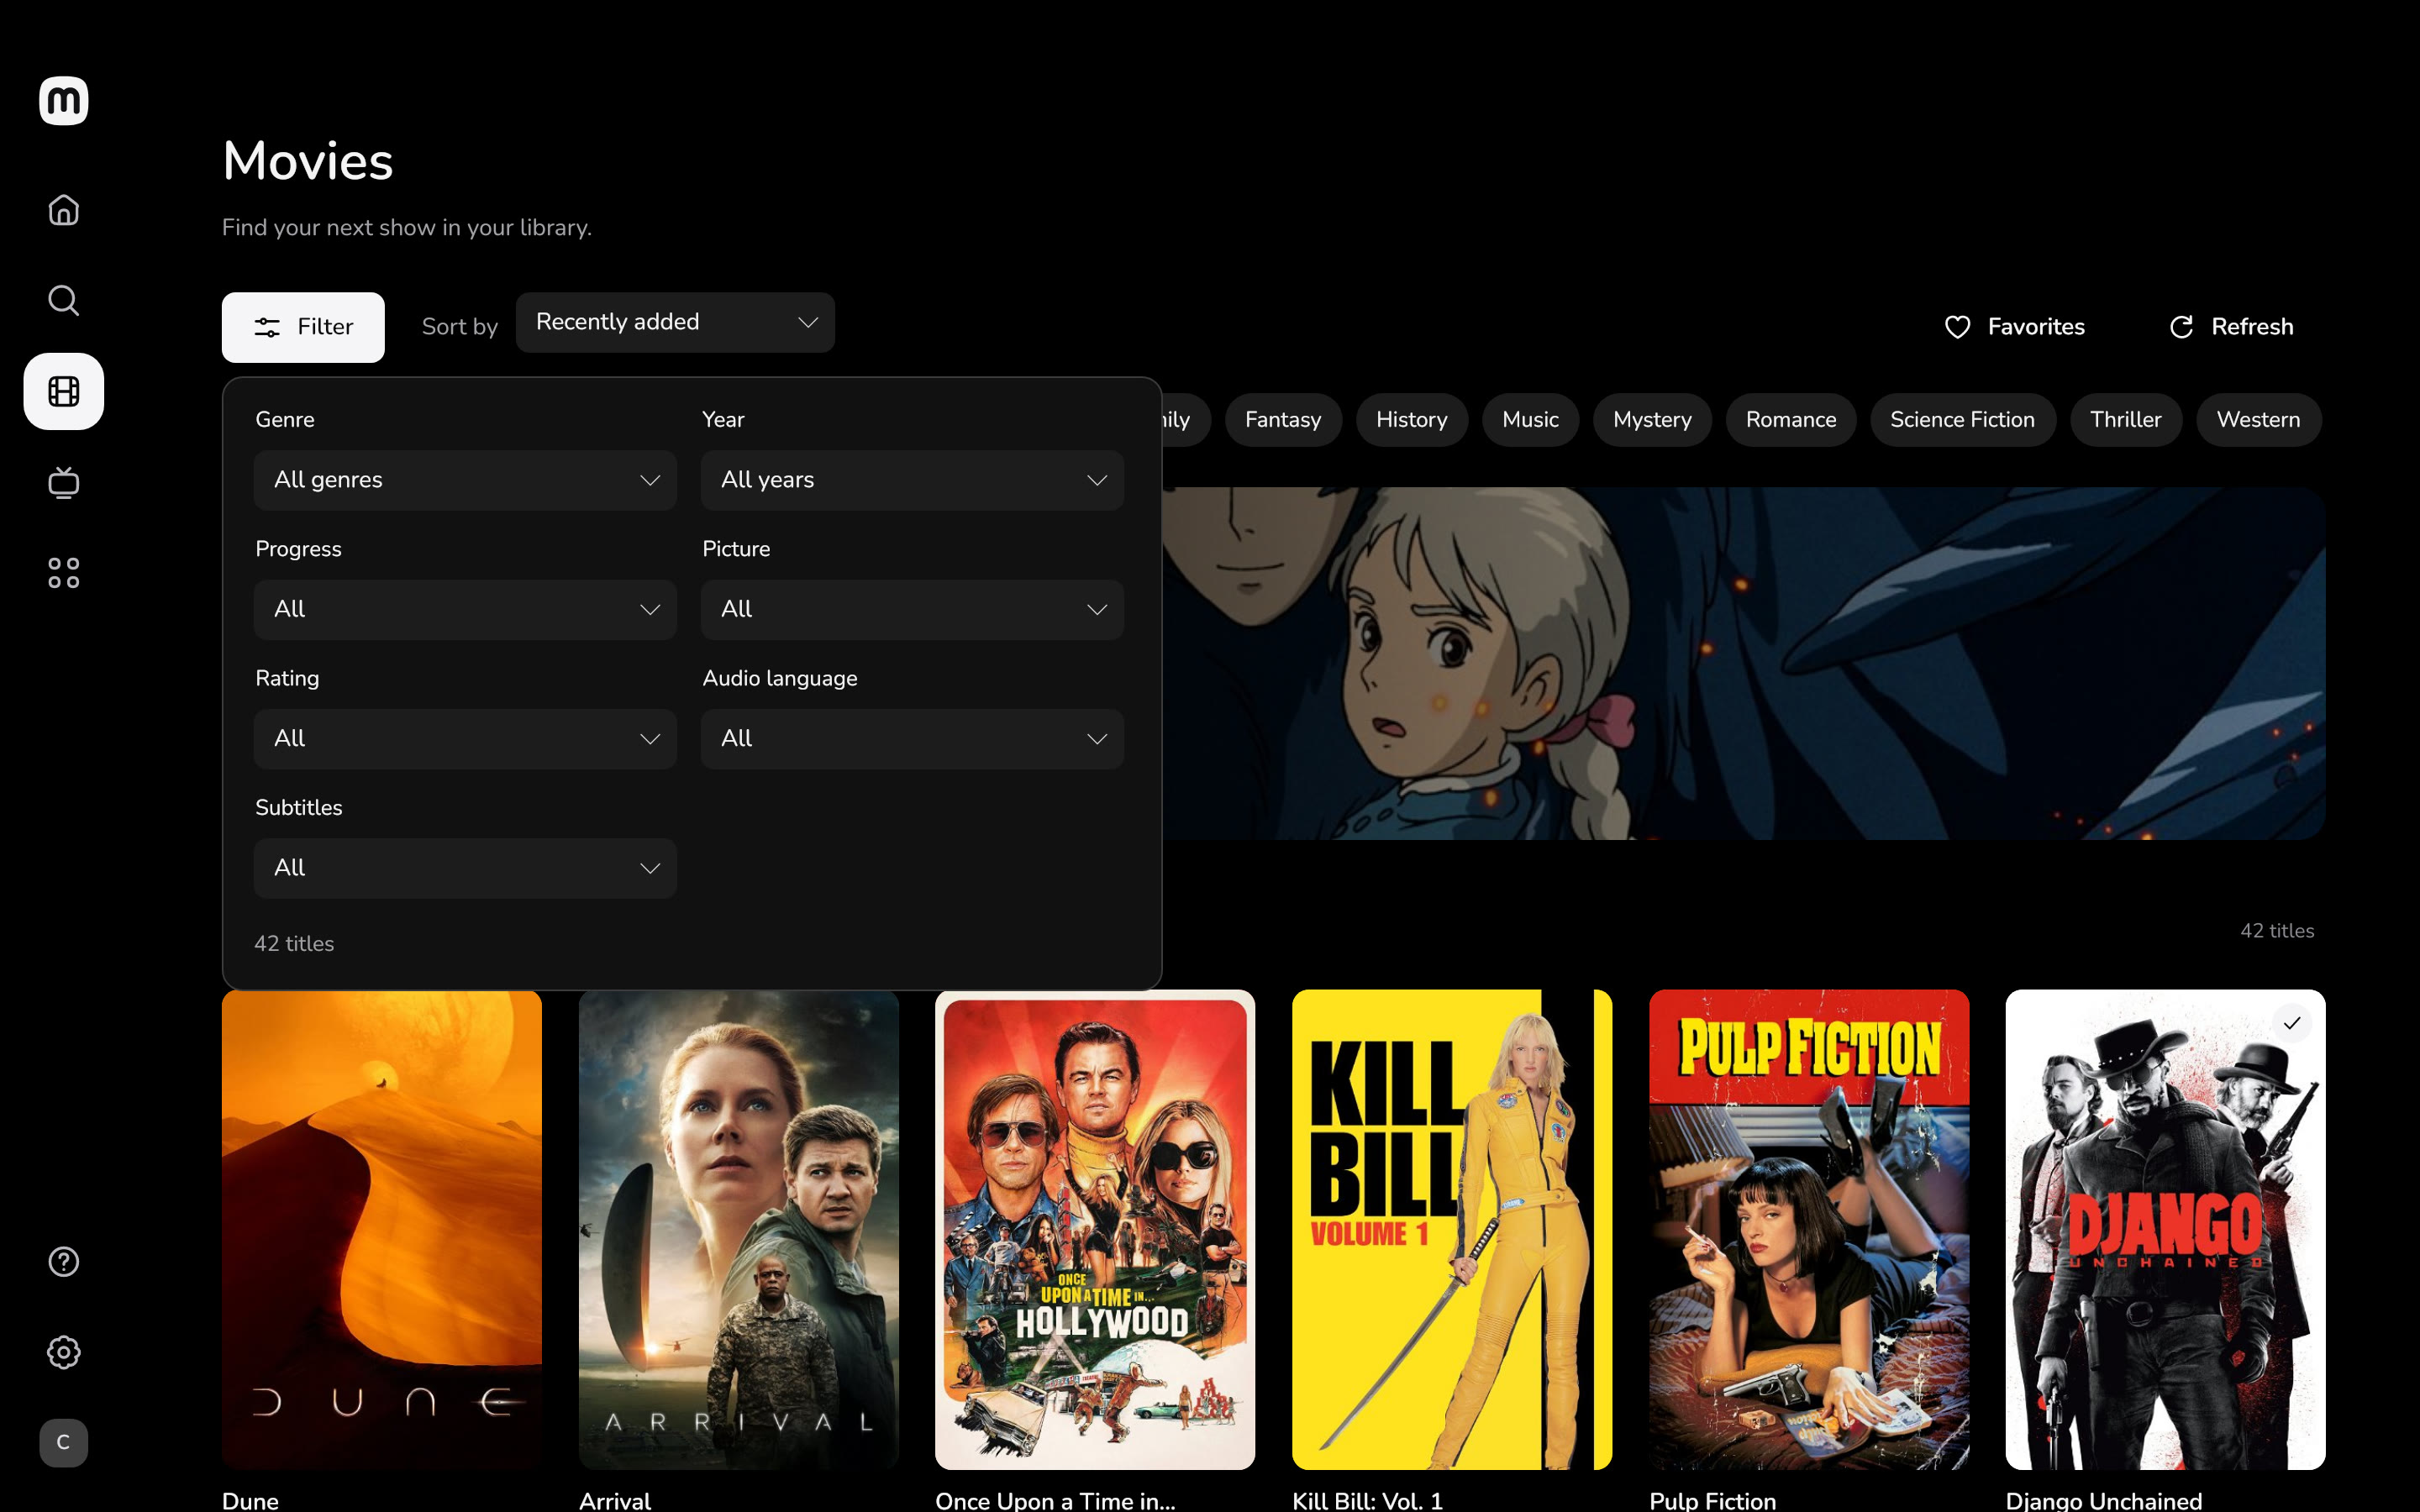 m
Movies
Find your next show in your library.
Filter
Sort by
Recently added
Favorites
Refresh
Genre
Year
ily
Fantasy
History
Music
Mystery
Romance
Science Fiction
Thriller
Western
All genres
All years
Progress
Picture
All
All
Rating
Audio language
All
All
Subtitles
All
42 titles
42 titles
DUNE
ARRIVAL
ONCE
UPON A TIME IN...
HOLLYWOOD
KILL
BILL
VOLUME 1
PULP FICTION
DJANGO
UNCHAINED
C
Dune
Arrival
Once Upon a Time in...
Kill Bill: Vol. 1
Pulp Fiction
Django Unchained